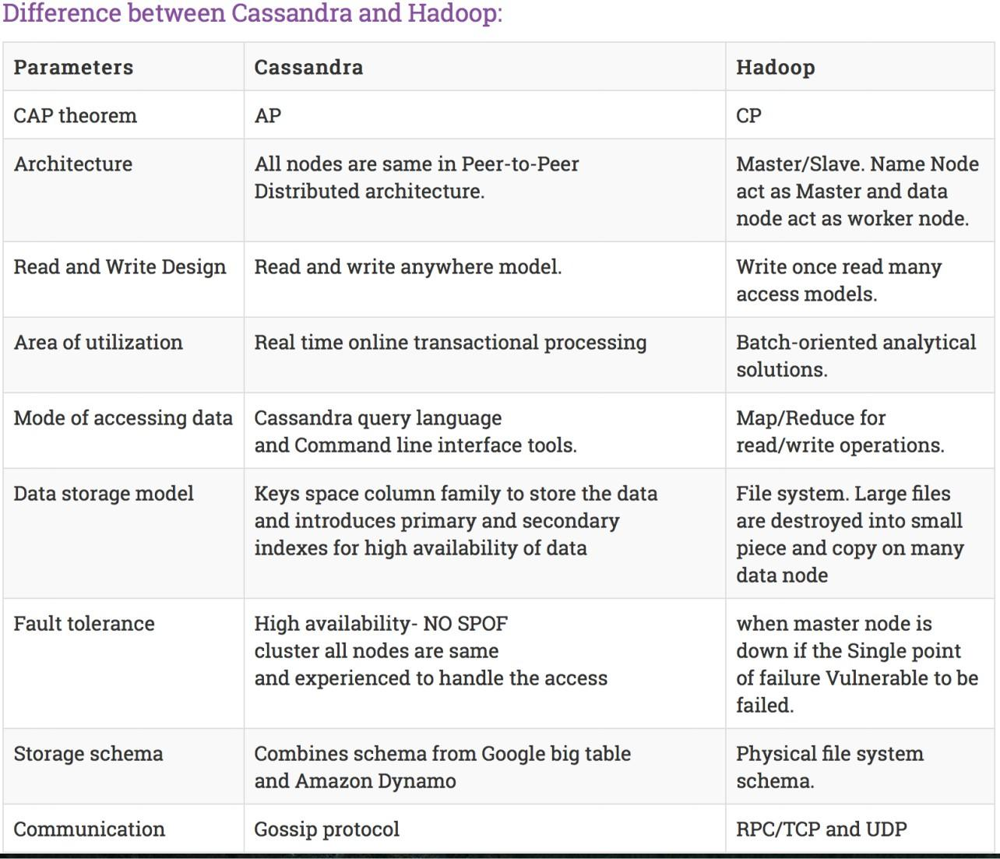 Difference between Cassandra and Hadoop:
Parameters
Cassandra
Hadoop
CAP theorem
AP
CP
Architecture
All nodes are same in Peer-to-Peer
Distributed architecture.
Master/Slave. Name Node
act as Master and data
node act as worker node.
Read and Write Design
Read and write anywhere model.
Write once read many
access models.
Area of utilization
Real time online transactional processing
Batch-oriented analytical
solutions.
Mode of accessing data
Cassandra query language
and Command line interface tools.
Map/Reduce for
read/write operations.
Data storage model
Keys space column family to store the data
and introduces primary and secondary
indexes for high availability of data
File system. Large files
are destroyed into small
piece and copy on many
data node
Fault tolerance
High availability- NO SPOF
cluster all nodes are same
and experienced to handle the access
when master node is
down if the Single point
of failure Vulnerable to be
failed.
Storage schema
Combines schema from Google big table
and Amazon Dynamo
Physical file system
schema.
Communication
Gossip protocol
RPC/TCP and UDP